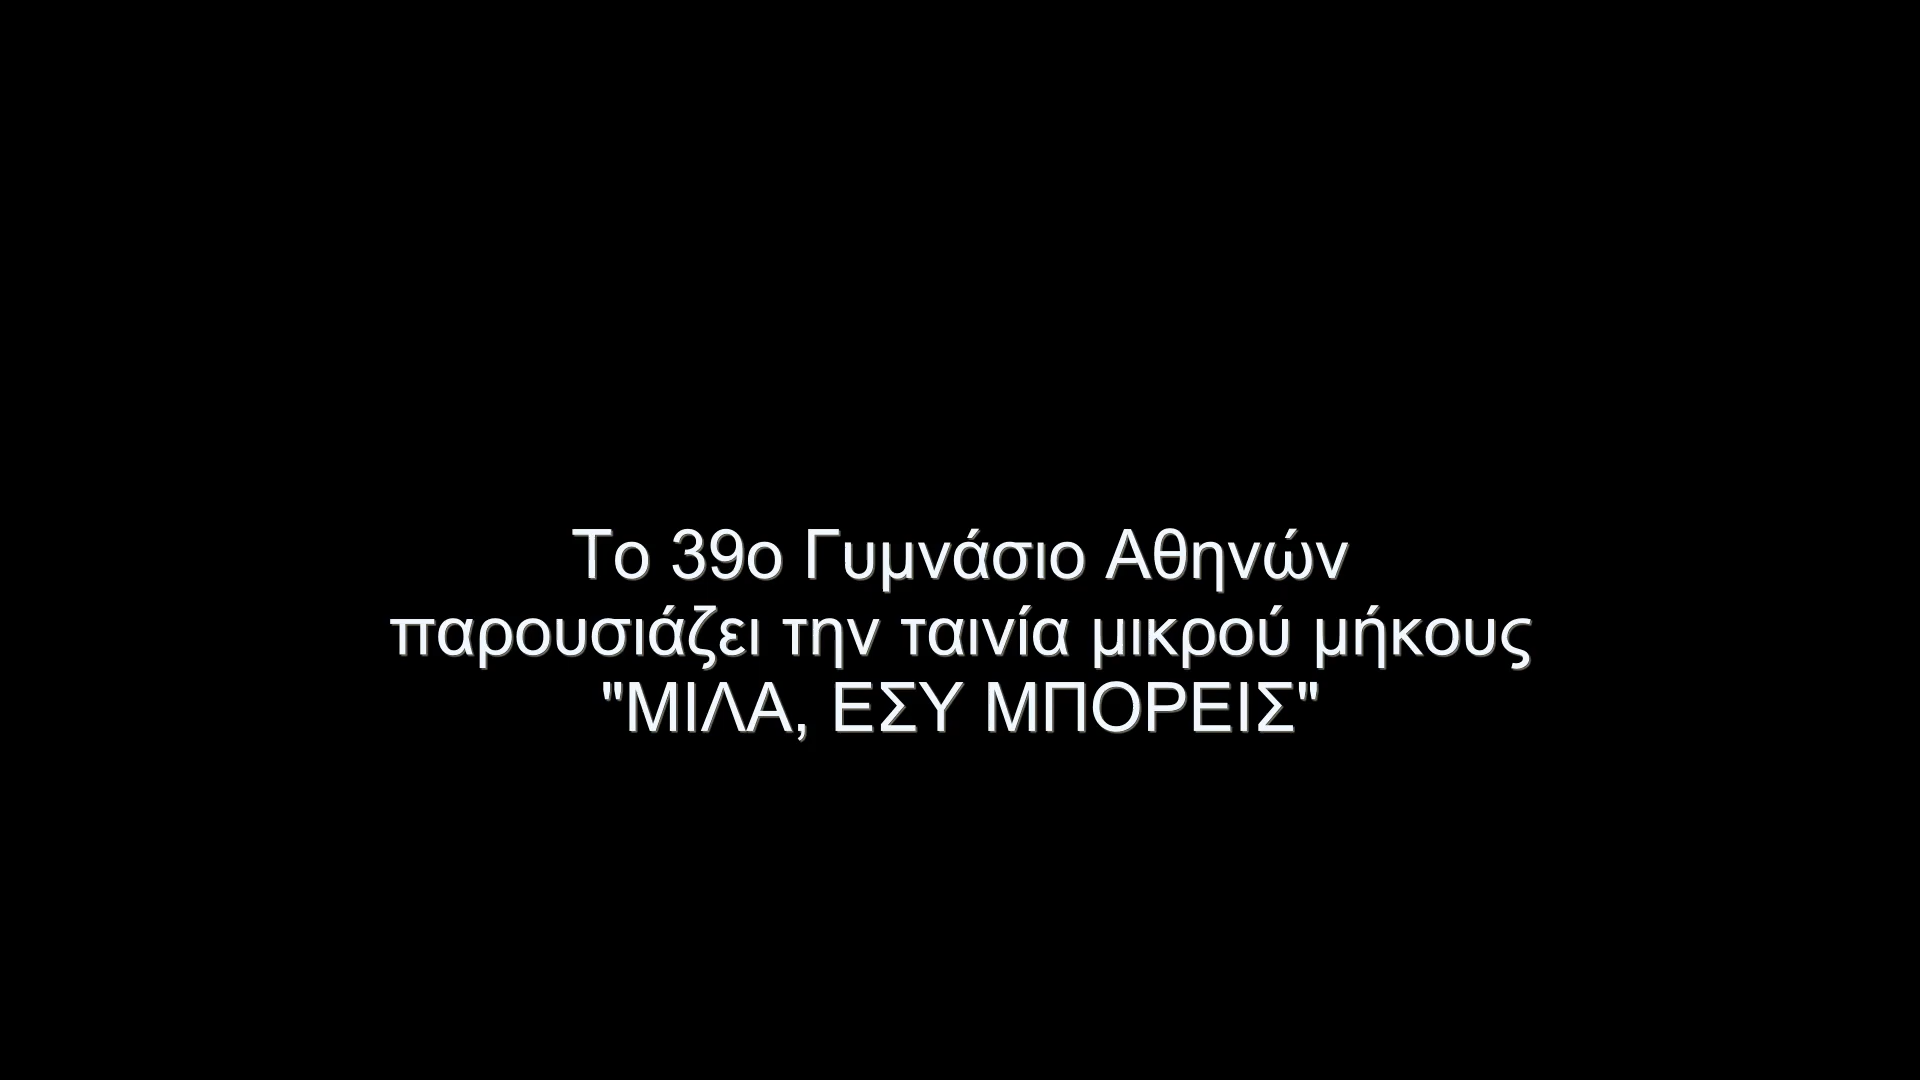 Το 39ο Γυμνάσιο Αθηνών
παρουσιάζει την ταινία μικρού μήκους
"ΜΙΛΑ, ΕΣΥ ΜΠΟΡΕΙΣ"